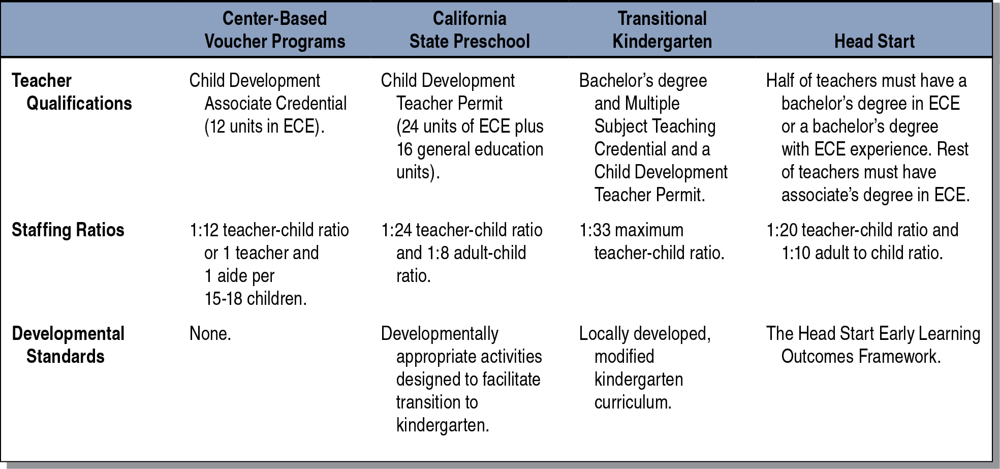 Center-Based
Voucher Programs
California
State Preschool
Transitional
Kindergarten
Head Start
Teacher
Qualifications
Child Development
Associate Credential
(12 units in ECE).
Child Development
Teacher Permit
(24 units of ECE plus
16 general education
units).
Bachelor’s degree
and Multiple
Subject Teaching
Credential and a
Child Development
Teacher Permit.
Half of teachers must have a
bachelor’s degree in ECE
or a bachelor’s degree
with ECE experience. Rest
of teachers must have
associate’s degree in ECE.
Staffing Ratios
1:12 teacher-child ratio
or 1 teacher and
1 aide per
15-18 children.
1:24 teacher-child ratio
and 1:8 adult-child
ratio.
1:33 maximum
teacher-child ratio.
1:20 teacher-child ratio and
1:10 adult to child ratio.
Developmental
Standards
None.
Developmentally
appropriate activities
designed to facilitate
transition to
kindergarten.
Locally developed,
modified
kindergarten
curriculum.
The Head Start Early Learning
Outcomes Framework.